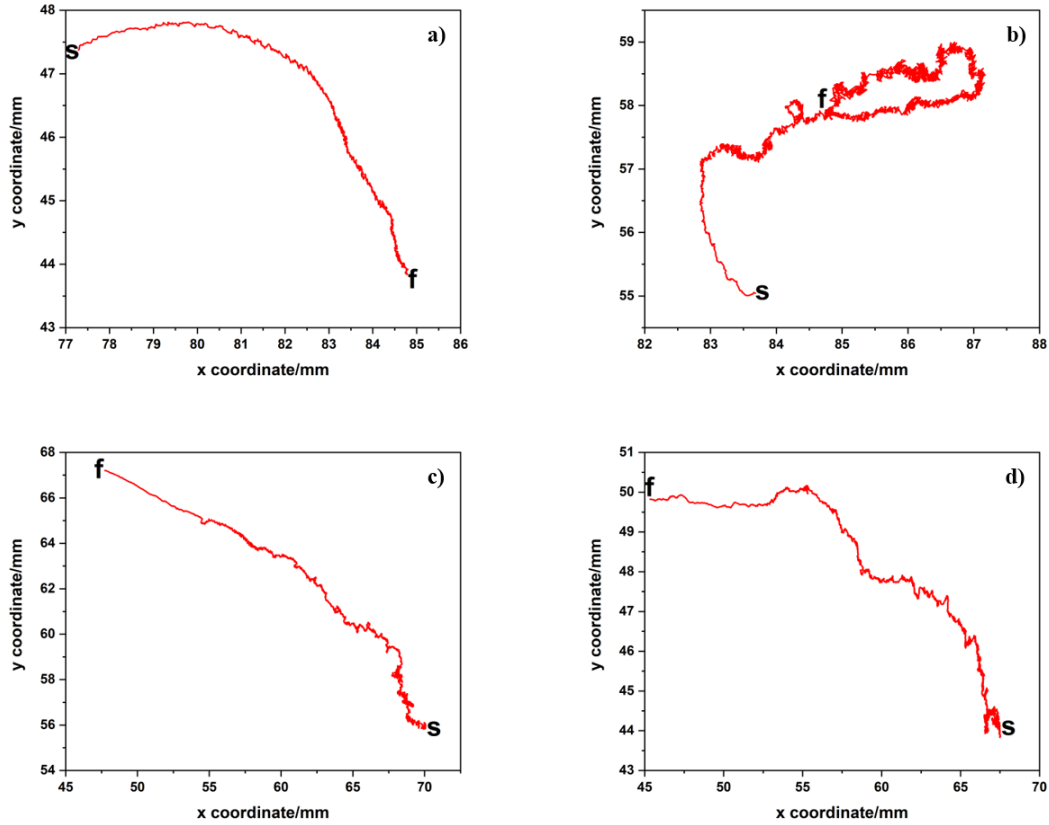 a)
48
47
46
45
44
43
s
f
77 78 79 80 81 82 83 84 85 86
x coordinate/mm
y coordinate/mm
b)
59
58
57
56
55
f
s
82 83 84 85 86 87 88
x coordinate/mm
y coordinate/mm
c)
68
66
64
62
60
58
56
54
f
s
45 50 55 60 65 70
x coordinate/mm
y coordinate/mm
d)
51
50
49
48
47
46
45
44
43
f
s
45 50 55 60 65 70
x coordinate/mm
y coordinate/mm